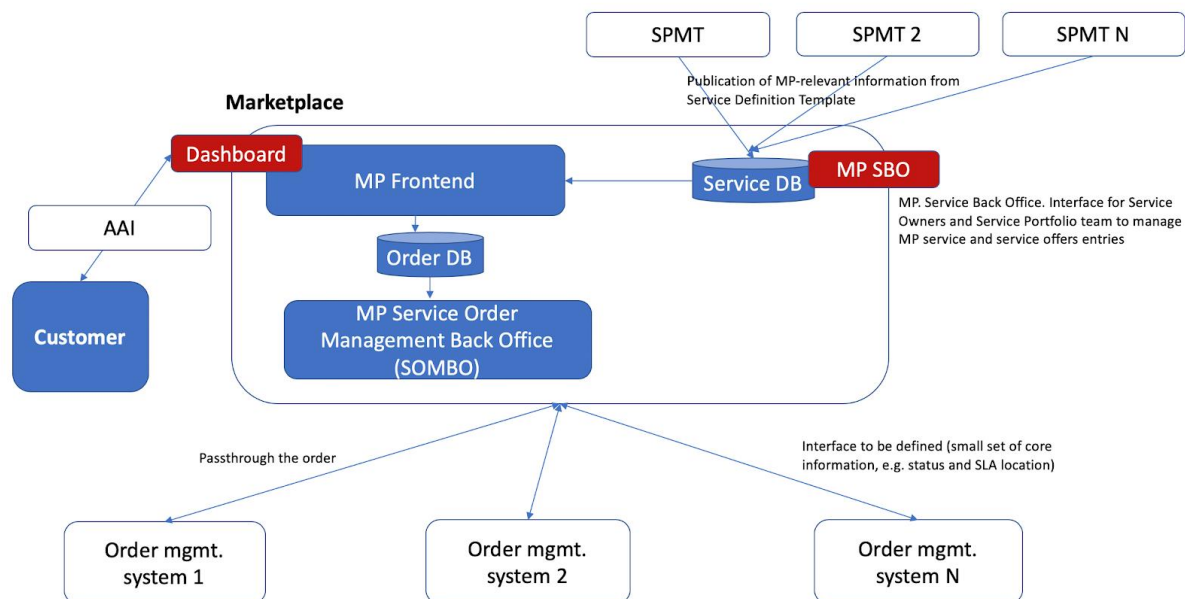 SPMT
SPMT 2
SPMT N
Publication of MP-relevant information from
Service Definition Template
Marketplace
Dashboard
MP Frontend
Service DB
MP SBO
MP. Service Back Office. Interface for Service
Owners and Service Portfolio team to manage
MP service and service offers entries
AAI
Order DB
Customer
MP Service Order
Management Back Office
(SOMBO)
Passthrough the order
Interface to be defined (small set of core
information, e.g. status and SLA location)
Order mgmt.
system 1
Order mgmt.
system 2
Order mgmt.
system N